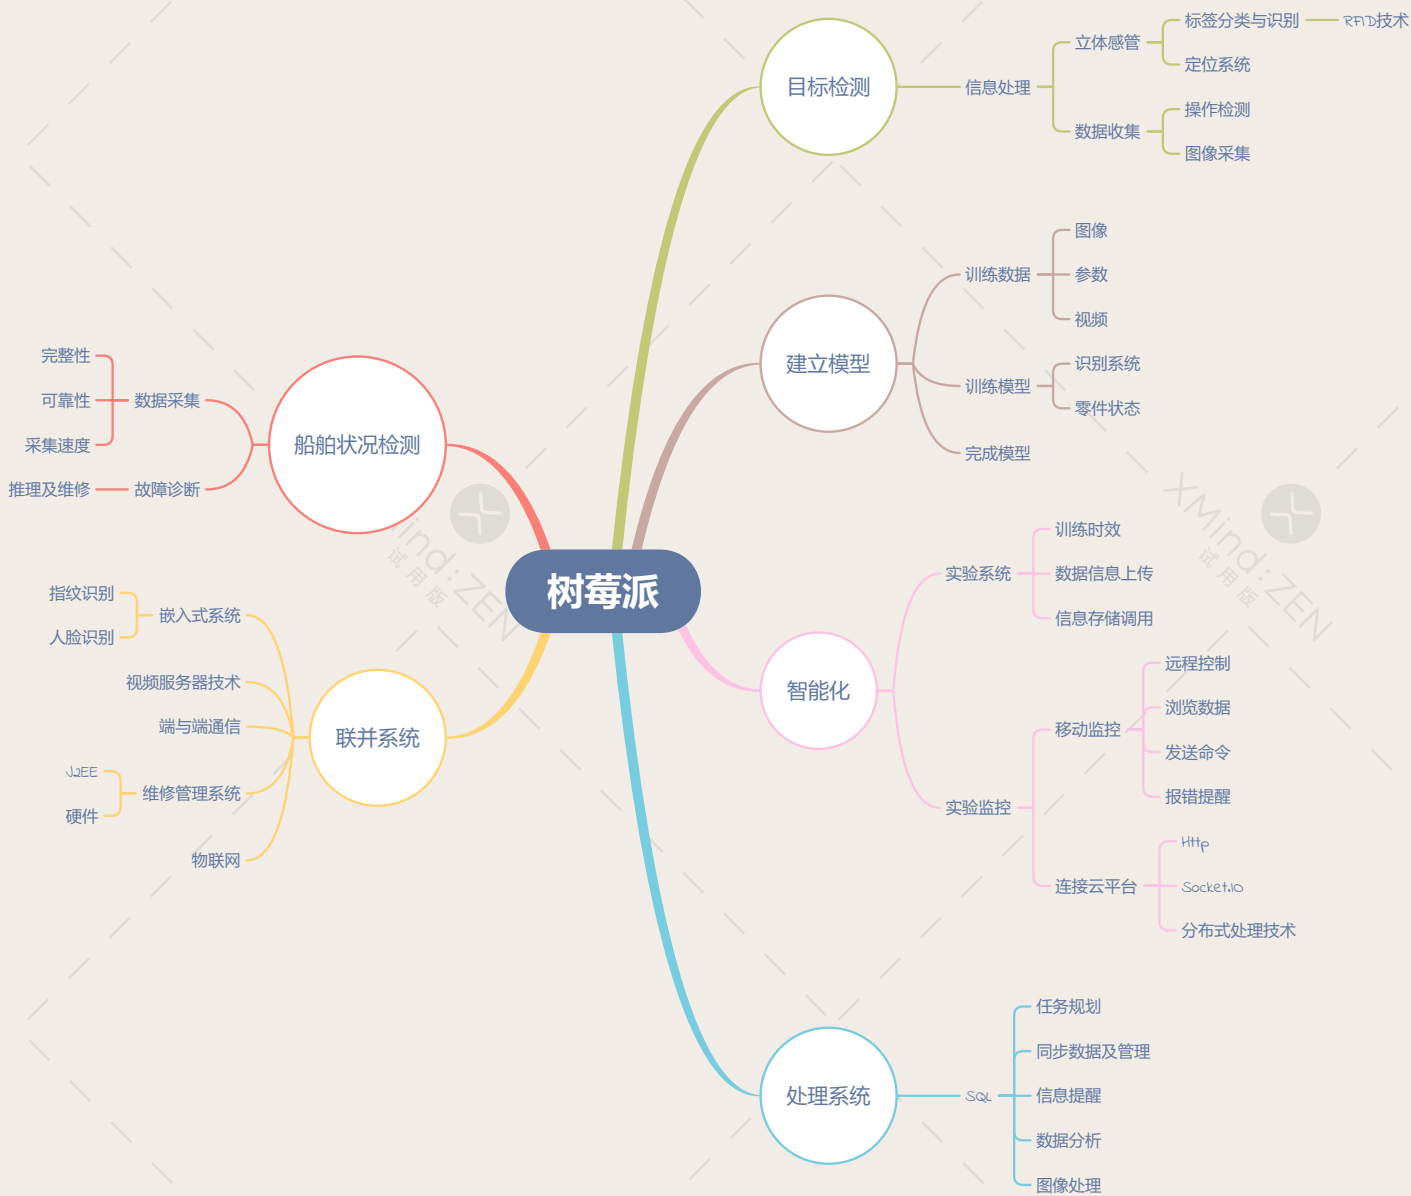 树莓派
目标检测
信息处理
立体感管
标签分类与识别
RFID技术
定位系统
数据收集
操作检测
图像采集
建立模型
训练数据
图像
参数
视频
训练模型
识别系统
零件状态
完成模型
智能化
实验系统
训练时效
数据信息上传
信息存储调用
实验监控
移动监控
远程控制
浏览数据
发送命令
报错提醒
连接云平台
Http
Socket.IO
分布式处理技术
处理系统
SQL
任务规划
同步数据及管理
信息提醒
数据分析
图像处理
船舶状况检测
数据采集
完整性
可靠性
采集速度
故障诊断
推理及维修
联并系统
嵌入式系统
指纹识别
人脸识别
视频服务器技术
端与端通信
维修管理系统
J2EE
硬件
物联网
XMind:ZEN
试用版
XMind:ZEN
试用版